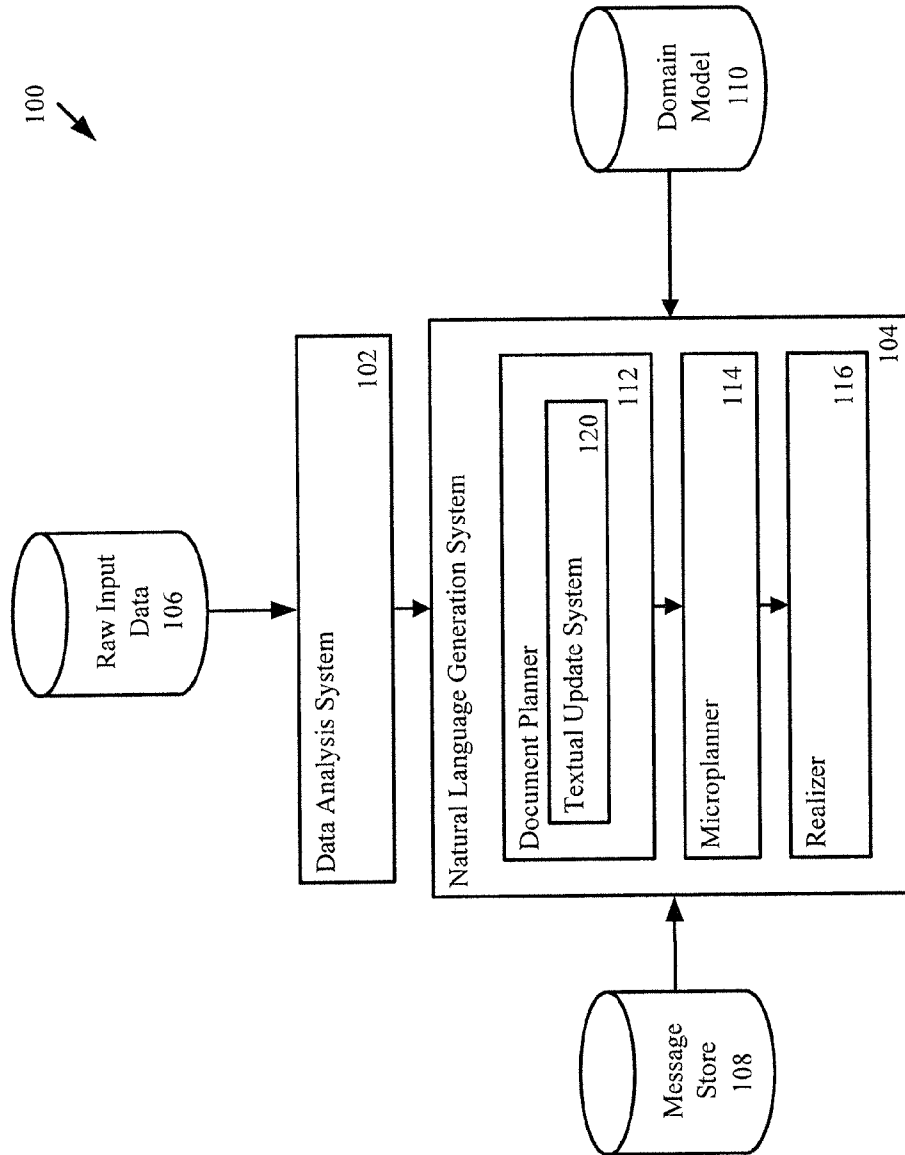 100
Raw Input
Data
106
Data Analysis System
102
Natural Language Generation System
Document Planner
Textual Update System
120
112
Microplanner
114
Realizer
116
104
Message
Store
108
Domain
Model
110